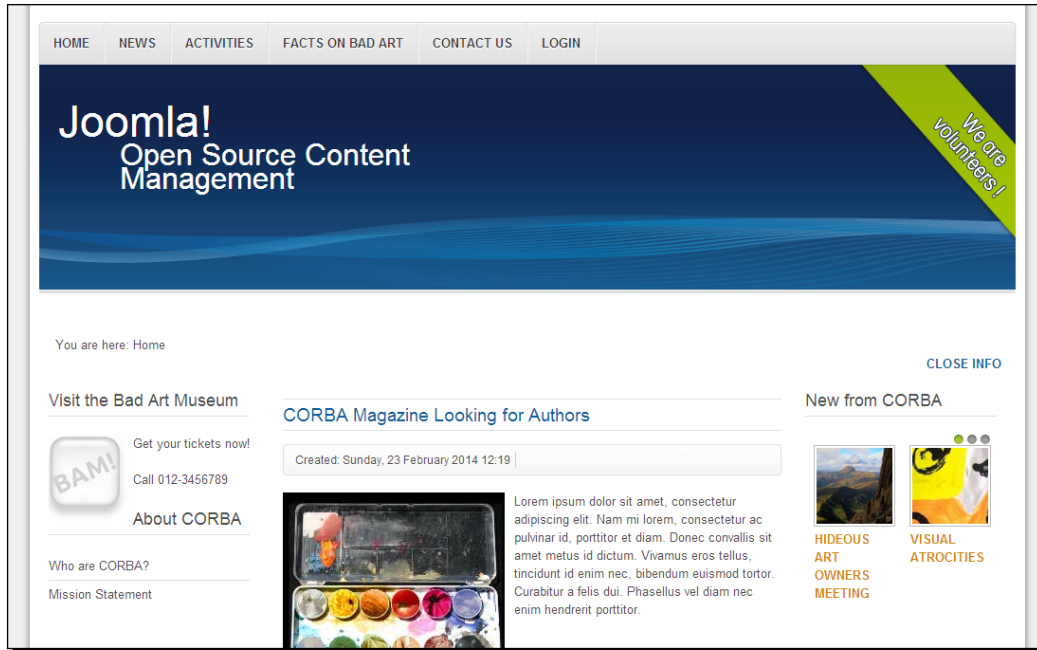 HOME NEWS ACTIVITIES FACTS ON BAD ART CONTACT US LOGIN
Joomla!
Open Source Content
Management
We are
volunteers !
You are here: Home
CLOSE INFO
Visit the Bad Art Museum
BAM!
Get your tickets now!
Call 012-3456789
About CORBA
Who are CORBA?
Mission Statement
CORBA Magazine Looking for Authors
Created: Sunday, 23 February 2014 12:19
Lorem ipsum dolor sit amet, consectetur
adipiscing elit. Nam mi lorem, consectetur ac
pulvinar id, porttitor et diam. Donec convallis sit
amet metus id dictum. Vivamus eros tellus,
tincidunt id enim nec, bibendum euismod tortor.
Curabitur a felis dui. Phasellus vel diam nec
enim hendrerit porttitor.
New from CORBA
HIDEOUS
ART
OWNERS
MEETING
VISUAL
ATROCITIES